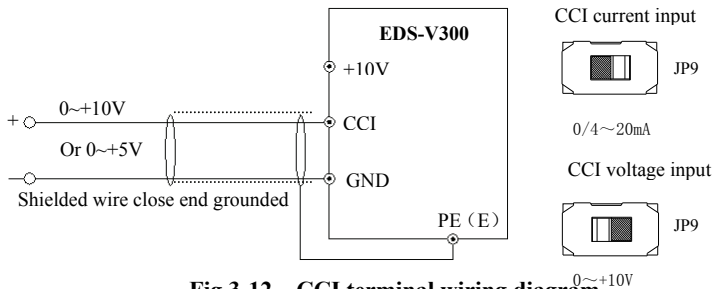 EDS-V300
+10V
+ 0~+10V
CCI
Or 0~+5V
GND
Shielded wire close end grounded
PE（E）
CCI current input
JP9
0/4～20mA
CCI voltage input
JP9
0～+10V
Fig 3-12 CCI terminal wiring diagram